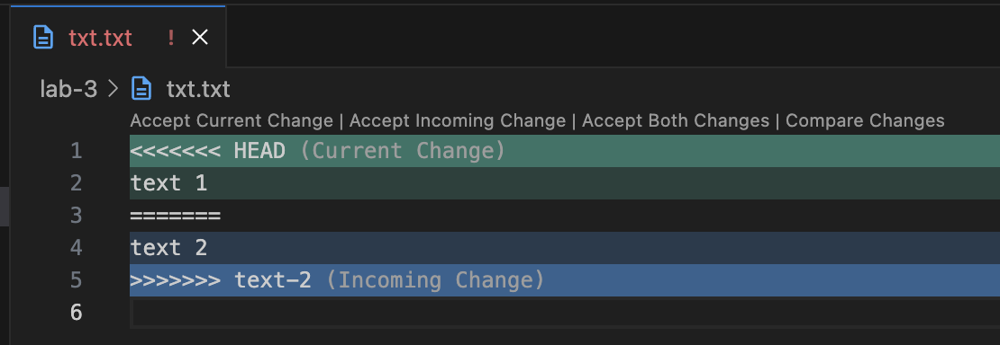 txt.txt !
lab-3 > txt.txt
Accept Current Change | Accept Incoming Change | Accept Both Changes | Compare Changes
1 <<<<<<< HEAD (Current Change)
2 text 1
3 =======
4 text 2
5 >>>>>>> text-2 (Incoming Change)
6